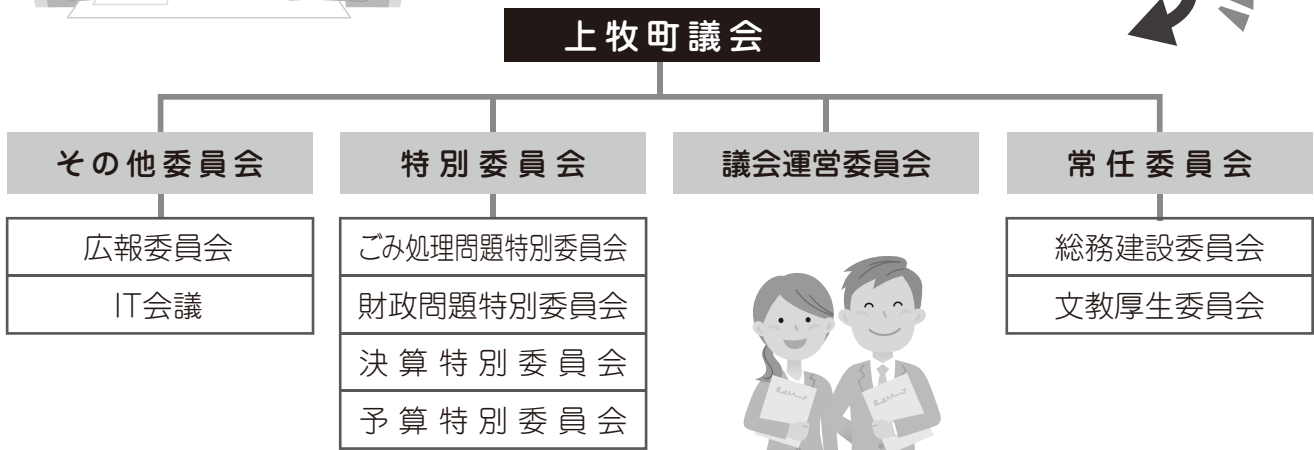 上牧町議会
その他委員会
広報委員会
IT会議
特別委員会
ごみ処理問題特別委員会
財政問題特別委員会
決算特別委員会
予算特別委員会
議会運営委員会
常任委員会
総務建設委員会
文教厚生委員会